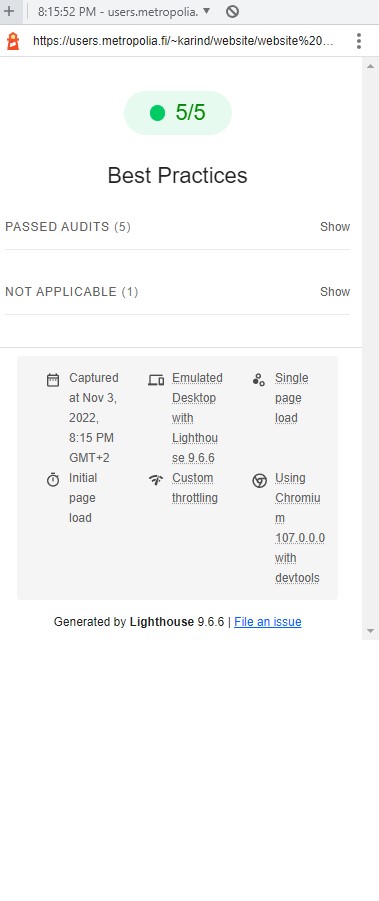 8:15:52 PM - users.metropolia.
https://users.metropolia.fi/~karind/website/website%20...
5/5
Best Practices
PASSED AUDITS (5) Show
NOT APPLICABLE (1) Show
Captured
at Nov 3,
2022,
8:15 PM
GMT+2
Emulated
Desktop
with
Lighthou
se 9.6.6
Single
page
load
Initial
page
load
Custom
throttling
Using
Chromiu
m
107.0.0.0
with
devtools
Generated by Lighthouse 9.6.6 | File an issue